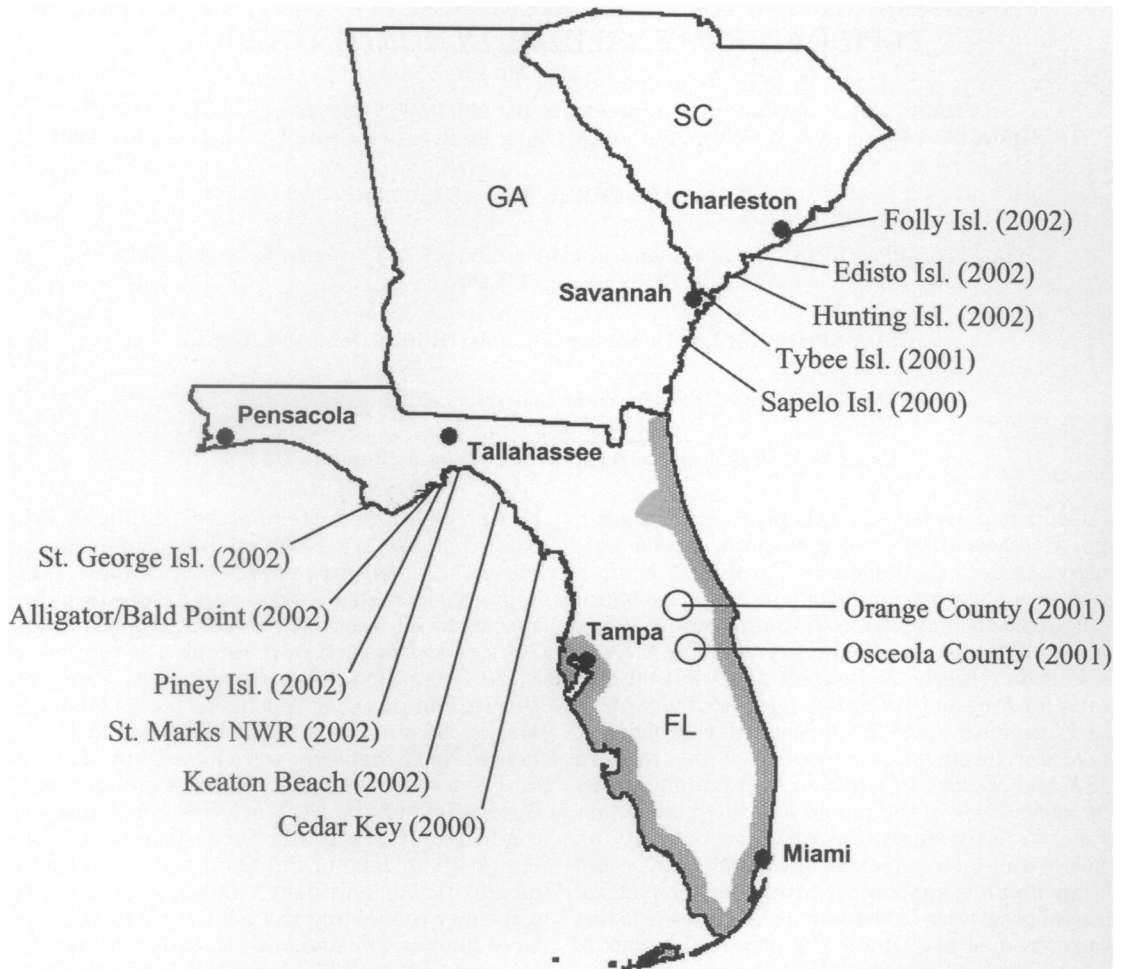 SC
GA
Charleston
Folly Isl. (2002)
Edisto Isl. (2002)
Savannah
Hunting Isl. (2002)
Tybee Isl. (2001)
Sapelo Isl. (2000)
Pensacola
Tallahassee
St. George Isl. (2002)
Alligator/Bald Point (2002)
Piney Isl. (2002)
St. Marks NWR (2002)
Keaton Beach (2002)
Cedar Key (2000)
Tampa
Orange County (2001)
Osceola County (2001)
FL
Miami